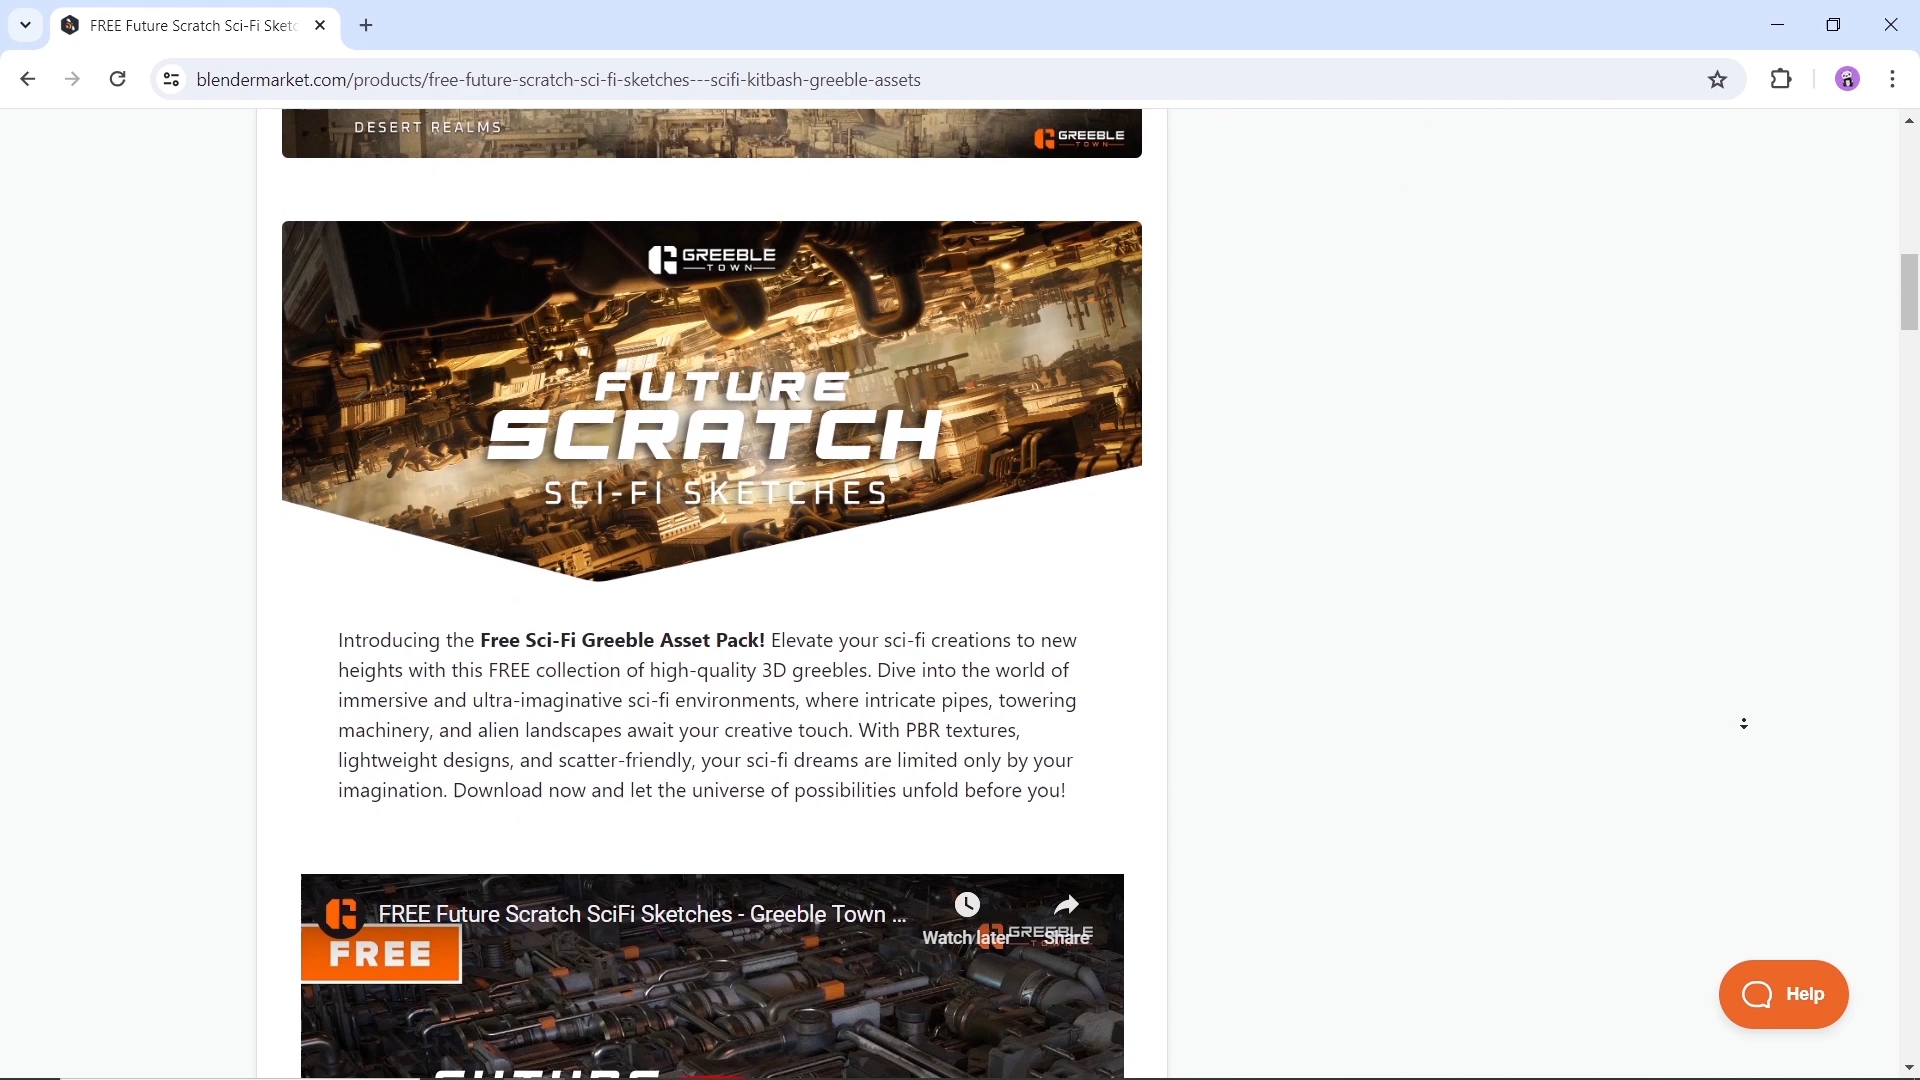 FREE Future Scratch Sci-Fi Sketc
blendermarket.com/products/free-future-scratch-sci-fi-sketches---scifi-kitbash-greeble-assets
DESERT REALMS
GREEBLE
TOWN
GREEBLE
TOWN
FUTURE
SCRATCH
SCI-FI SKETCHES
Introducing the Free Sci-Fi Greeble Asset Pack! Elevate your sci-fi creations to new
heights with this FREE collection of high-quality 3D greebles. Dive into the world of
immersive and ultra-imaginative sci-fi environments, where intricate pipes, towering
machinery, and alien landscapes await your creative touch. With PBR textures,
lightweight designs, and scatter-friendly, your sci-fi dreams are limited only by your
imagination. Download now and let the universe of possibilities unfold before you!
FREE Future Scratch SciFi Sketches - Greeble Town ...
Watch later
Share
GREEBLE
FREE
FUTURE
Help